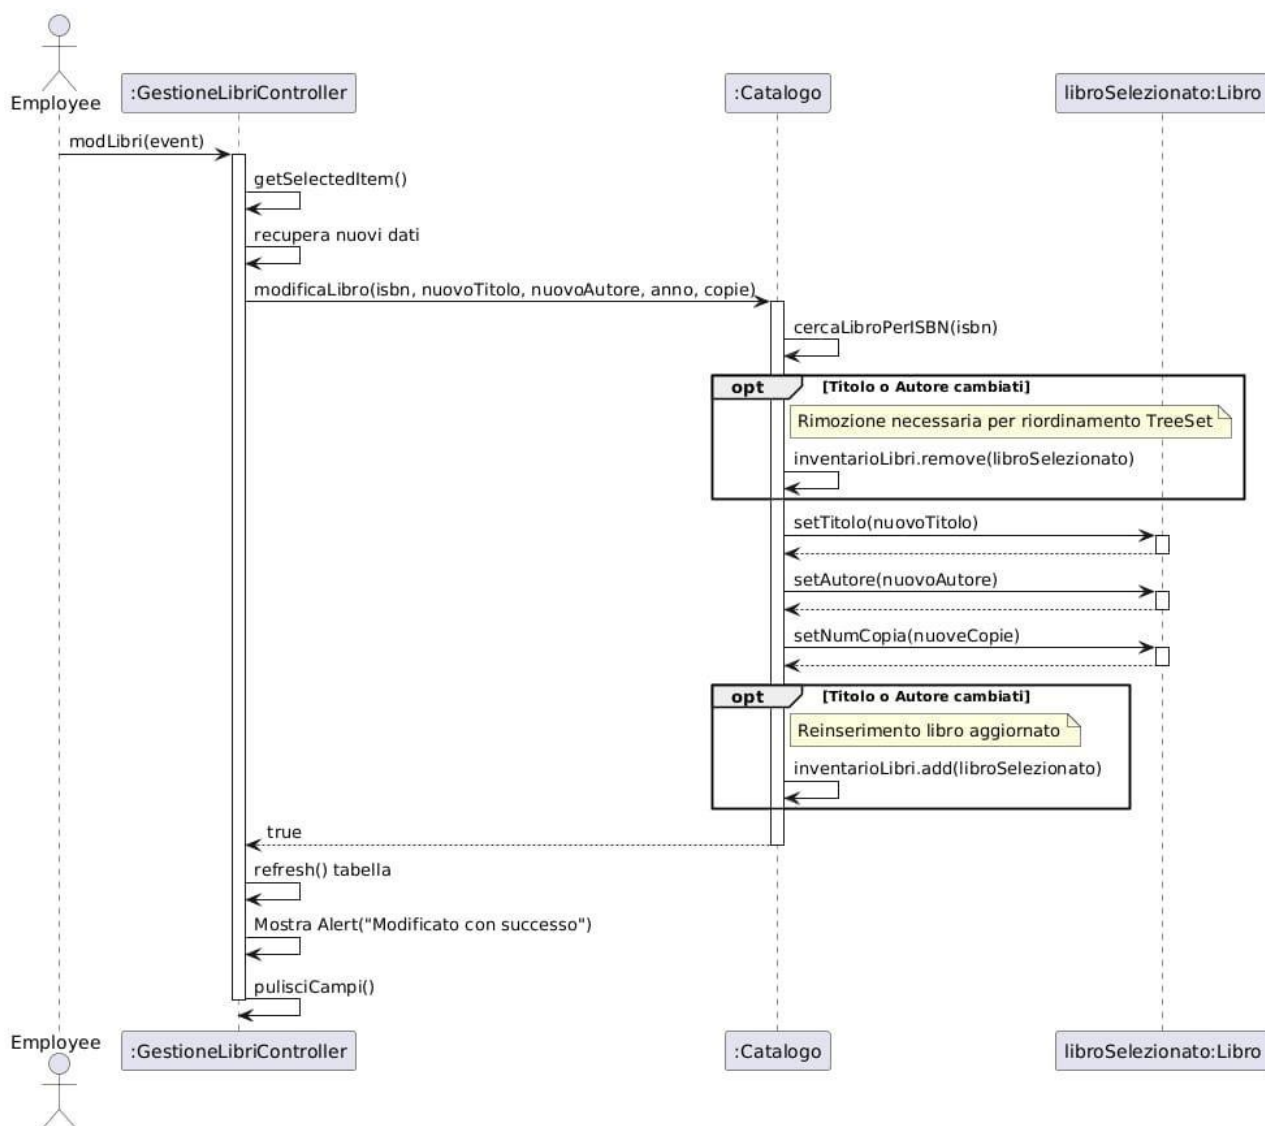 Employee
:GestioneLibriController
:Catalogo
libroSelezionato:Libro
modLibri(event)
getSelectedItem()
recupera nuovi dati
modificaLibro(isbn, nuovoTitolo, nuovoAutore, anno, copie)
cercaLibroPerISBN(isbn)
opt [Titolo o Autore cambiati]
Rimozione necessaria per riordinamento TreeSet
inventarioLibri.remove(libroSelezionato)
setTitolo(nuovoTitolo)
setAutore(nuovoAutore)
setNumCopia(nuoveCopie)
opt [Titolo o Autore cambiati]
Reinserimento libro aggiornato
inventarioLibri.add(libroSelezionato)
true
refresh() tabella
Mostra Alert("Modificato con successo")
pulisciCampi()
Employee
:GestioneLibriController
:Catalogo
libroSelezionato:Libro